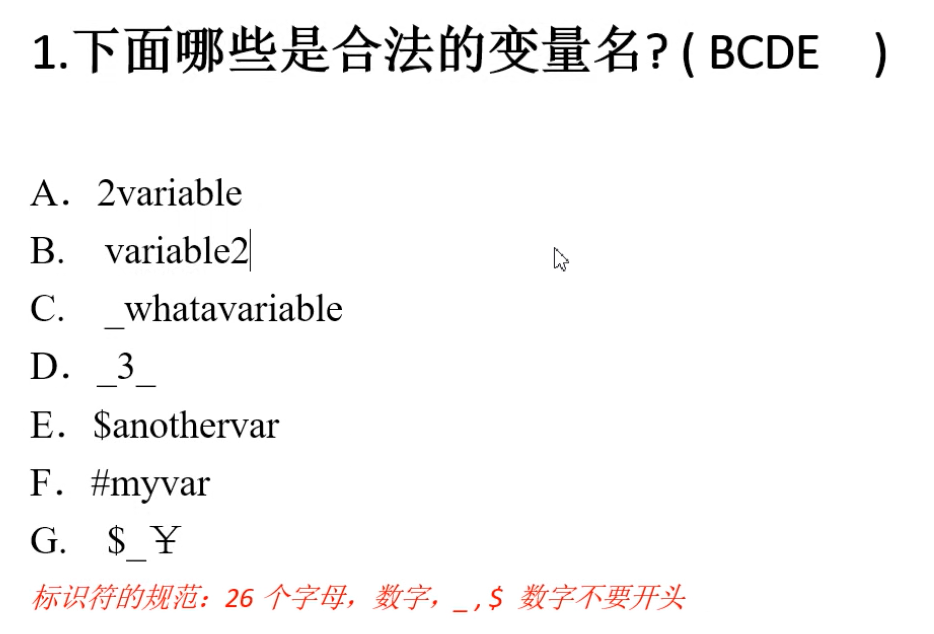 1.下面哪些是合法的变量名?( BCDE )
A. 2variable
B. variable2
C. _whatavariable
D. _3_
E. $anothervar
F. #myvar
G. $_￥
标识符的规范：26 个字母，数字，_ , $ 数字不要开头